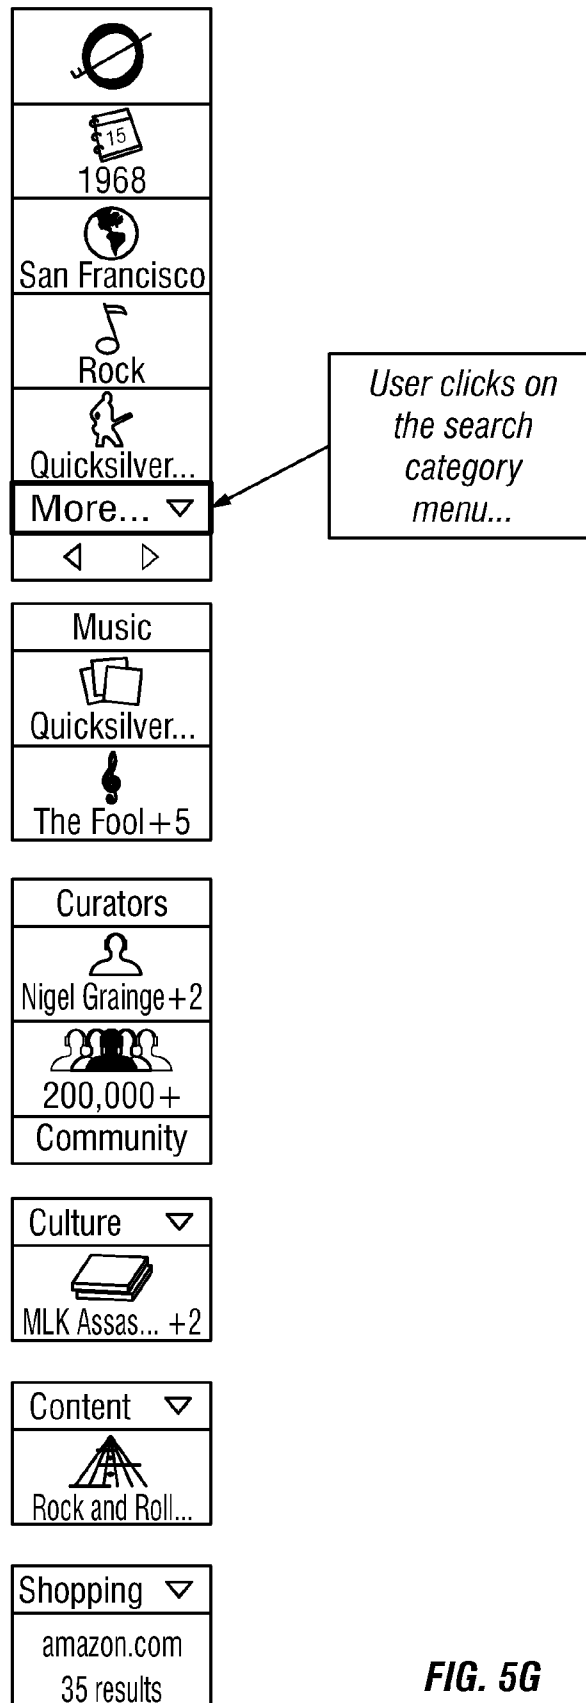 15
1968
San Francisco
Rock
Quicksilver...
More...
User clicks on
the search
category
menu...
Music
Quicksilver...
The Fool+5
Curators
Nigel Grainge+2
200,000+
Community
Culture
MLK Assas... +2
Content
Rock and Roll...
Shopping
amazon.com
35 results
FIG. 5G